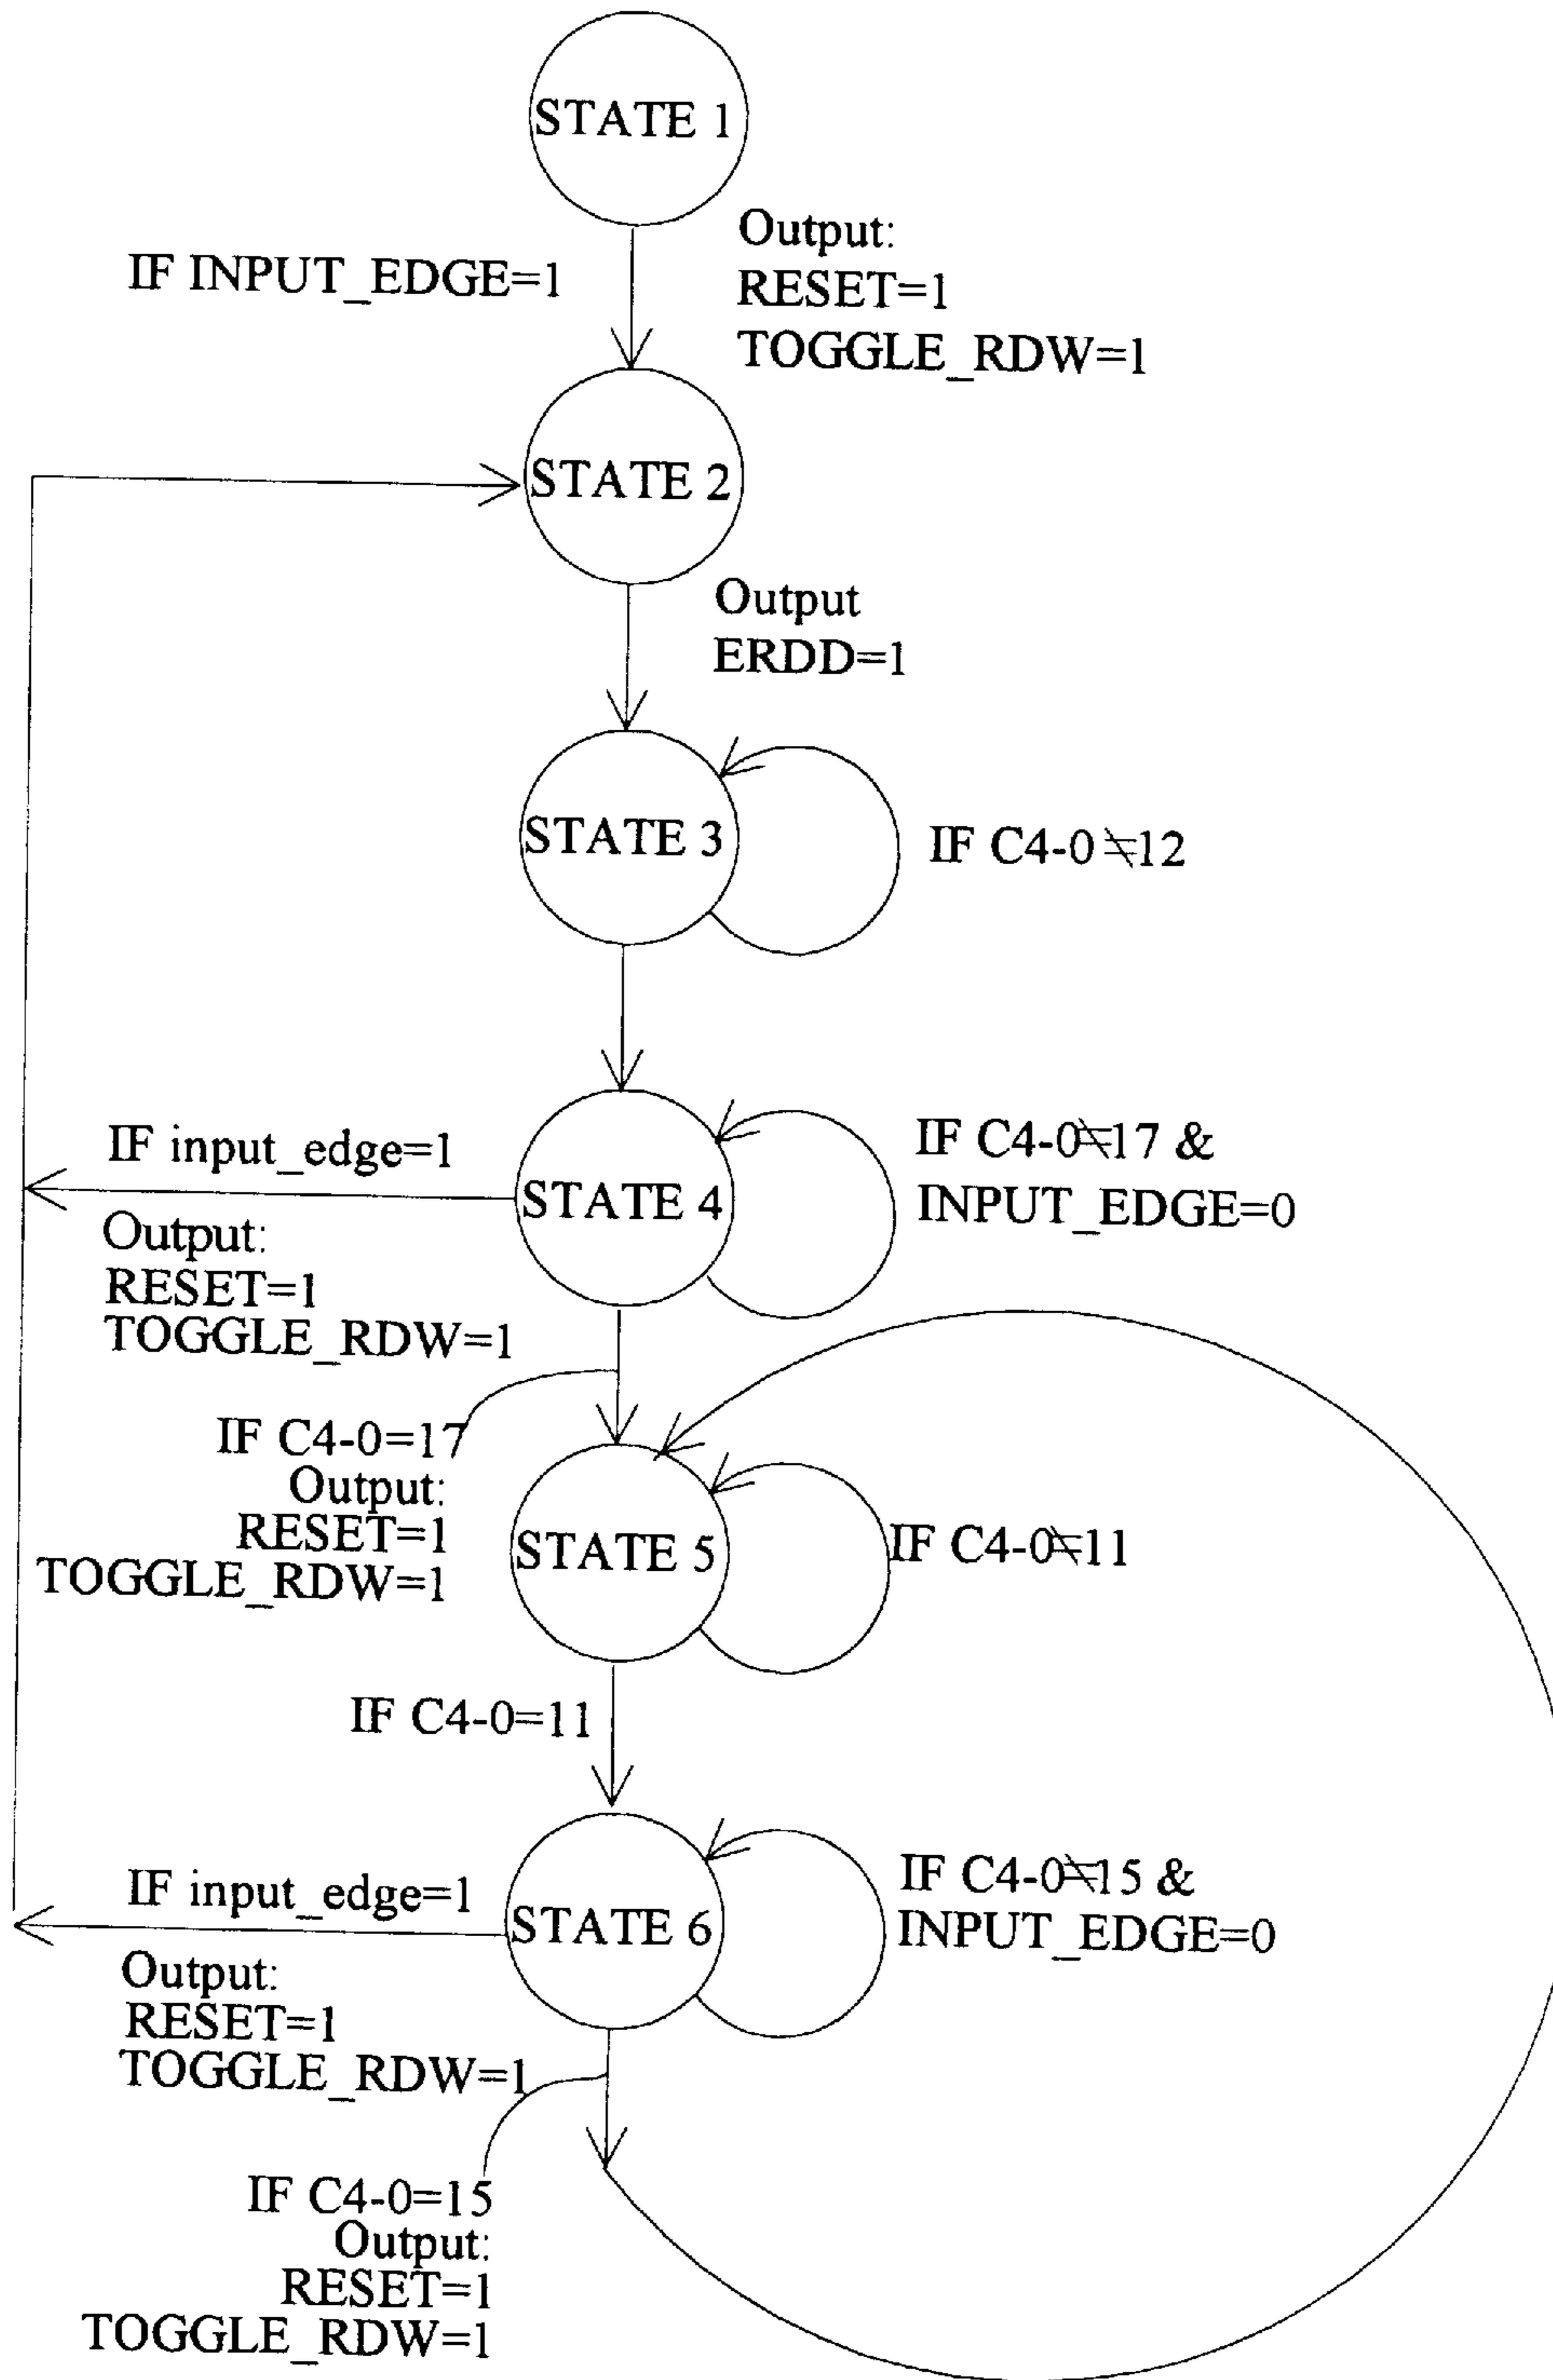 STATE 1
IF INPUT_EDGE=1
Output:
RESET=1
TOGGLE_RDW=1
STATE 2
Output
ERDD=1
STATE 3
IF C4-0≠12
STATE 4
IF C4-0≠17 &
INPUT_EDGE=0
IF input_edge=1
Output:
RESET=1
TOGGLE_RDW=1
IF C4-0=17
Output:
RESET=1
TOGGLE_RDW=1
STATE 5
IF C4-0≠11
IF C4-0=11
STATE 6
IF C4-0≠15 &
INPUT_EDGE=0
IF input_edge=1
Output:
RESET=1
TOGGLE_RDW=1
IF C4-0=15
Output:
RESET=1
TOGGLE_RDW=1